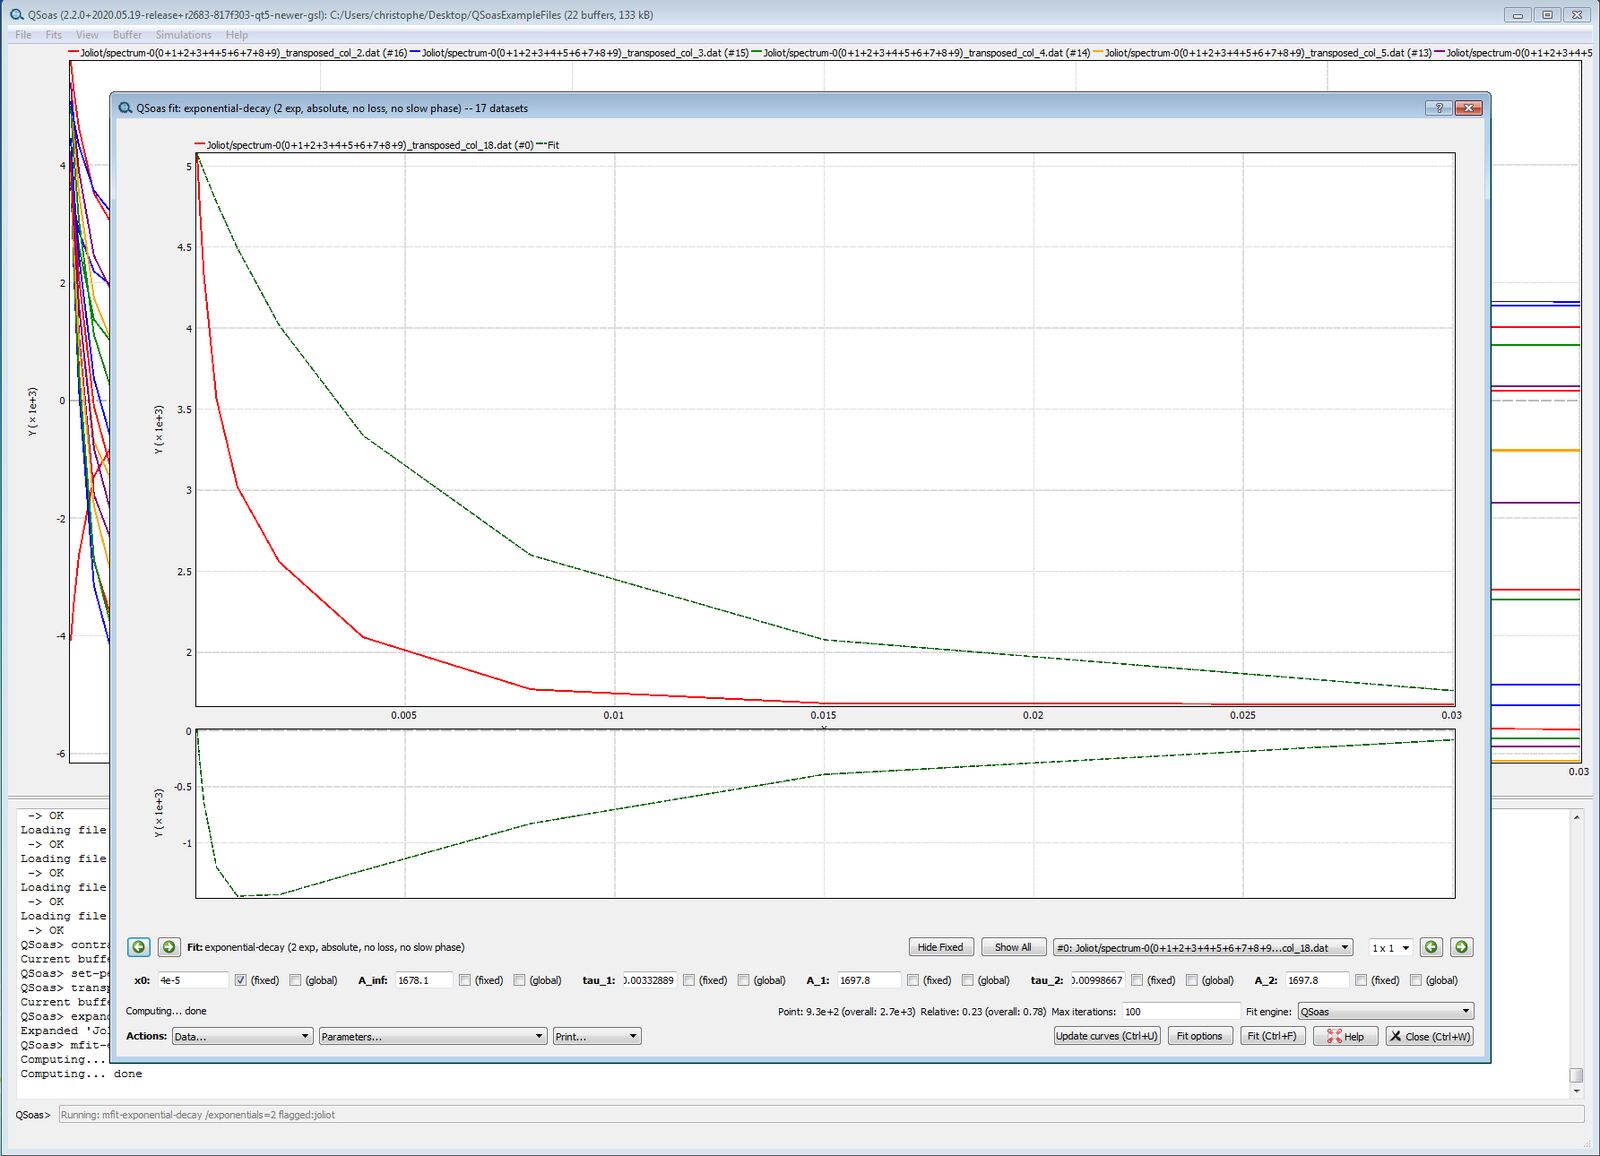 QSoas (2.2.0+2020.05.19-release+r2683-817f303-qt5-newer-gsl): C:/Users/christophe/Desktop/QSoasExampleFiles (22 buffers, 133 kB)
File Fits View Buffer Simulations Help
Joliot/spectrum-0(0+1+2+3+4+5+6+7+8+9)_transposed_col_2.dat (#16) Joliot/spectrum-0(0+1+2+3+4+5+6+7+8+9)_transposed_col_3.dat (#15) Joliot/spectrum-0(0+1+2+3+4+5+6+7+8+9)_transposed_col_4.dat (#14) Joliot/spectrum-0(0+1+2+3+4+5+6+7+8+9)_transposed_col_5.dat (#13) Joliot/spectrum-0(0+1+2+3+4+5
4
2
0
-2
-4
-6
Y (×1e+3)
0.03
QSoas fit: exponential-decay (2 exp, absolute, no loss, no slow phase) -- 17 datasets
Joliot/spectrum-0(0+1+2+3+4+5+6+7+8+9)_transposed_col_18.dat (#0) Fit
5
4.5
4
3.5
3
2.5
2
Y (×1e+3)
0.005 0.01 0.015 0.02 0.025 0.03
0
-0.5
-1
Y (×1e+3)
Fit: exponential-decay (2 exp, absolute, no loss, no slow phase) Hide Fixed Show All #0: Joliot/spectrum-0(0+1+2+3+4+5+6+7+8+9...col_18.dat 1 x 1
x0: 4e-5 (fixed) (global) A_inf: 1678.1 (fixed) (global) tau_1: 0.00332889 (fixed) (global) A_1: 1697.8 (fixed) (global) tau_2: 0.00998667 (fixed) (global) A_2: 1697.8 (fixed) (global)
Computing... done Point: 9.3e+2 (overall: 2.7e+3) Relative: 0.23 (overall: 0.78) Max iterations: 100 Fit engine: QSoas
Actions: Data... Parameters... Print... Update curves (Ctrl+U) Fit options Fit (Ctrl+F) Help Close (Ctrl+W)
-> OK
Loading file
-> OK
Loading file
-> OK
Loading file
-> OK
Loading file
-> OK
QSoas> contra
Current buffe
QSoas> set-pe
QSoas> transp
Current buffe
QSoas> expand
Expanded 'Jol
QSoas> mfit-e
Computing...
Computing... done
QSoas> Running: mfit-exponential-decay /exponentials=2 flagged:joliot